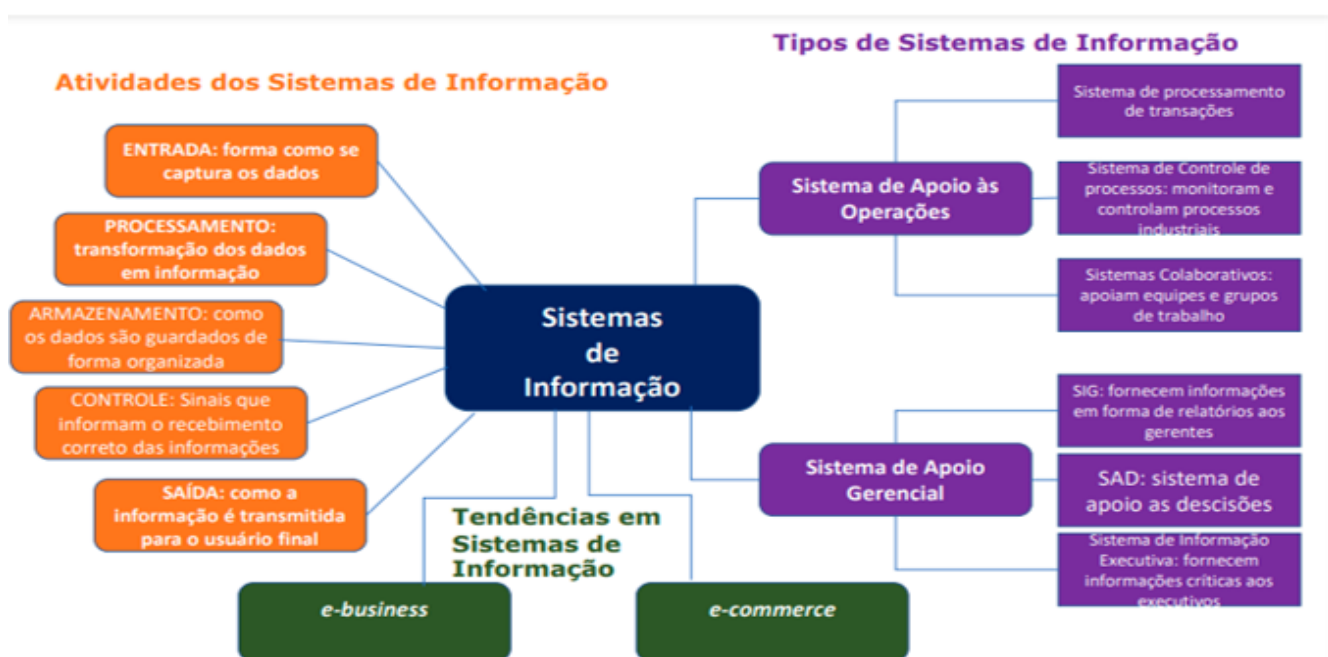 Tipos de Sistemas de Informação
Atividades dos Sistemas de Informação
ENTRADA: forma como se
captura os dados
PROCESSAMENTO:
transformação dos dados
em informação
ARMAZENAMENTO: como
os dados são guardados de
forma organizada
CONTROLE: Sinais que
informam o recebimento
correto das informações
SAÍDA: como a
informação é transmitida
para o usuário final
Sistemas
de
Informação
Tendências em
Sistemas de
Informação
e-business
e-commerce
Sistema de Apoio às
Operações
Sistema de processamento
de transações
Sistema de Controle de
processos: monitoram e
controlam processos
industriais
Sistemas Colaborativos:
apoiam equipes e grupos
de trabalho
Sistema de Apoio
Gerencial
SIG: fornecem informações
em forma de relatórios aos
gerentes
SAD: sistema de
apoio as descisões
Sistema de Informação
Executiva: fornecem
informações críticas aos
executivos